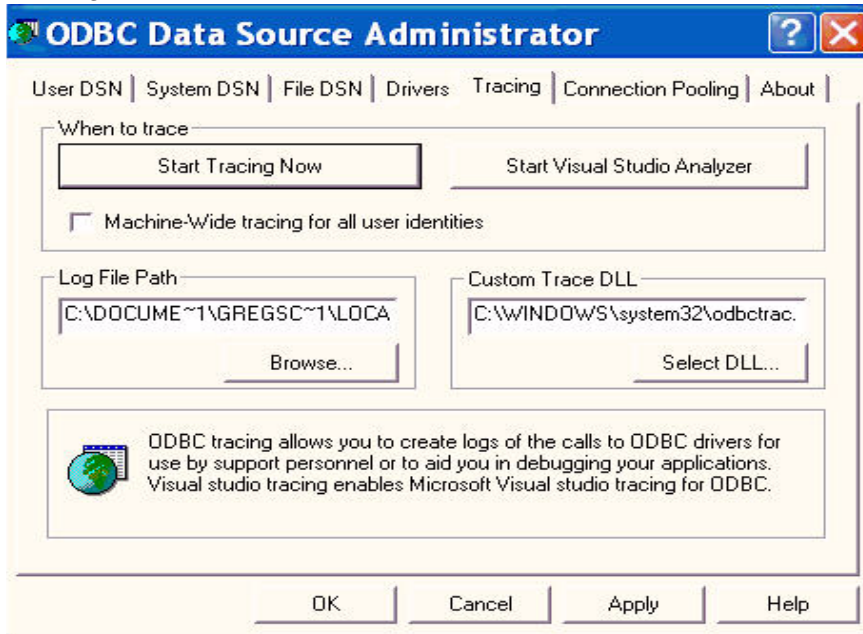 ODBC Data Source Administrator
User DSN System DSN File DSN Drivers Tracing Connection Pooling About
When to trace
Start Tracing Now Start Visual Studio Analyzer
Machine-Wide tracing for all user identities
Log File Path Custom Trace DLL
C:\DOCUME~1\GREGSC~1\LOCA C:\WINDOWS\system32\odbctrac.
Browse... Select DLL...
ODBC tracing allows you to create logs of the calls to ODBC drivers for
use by support personnel or to aid you in debugging your applications.
Visual studio tracing enables Microsoft Visual studio tracing for ODBC.
OK Cancel Apply Help